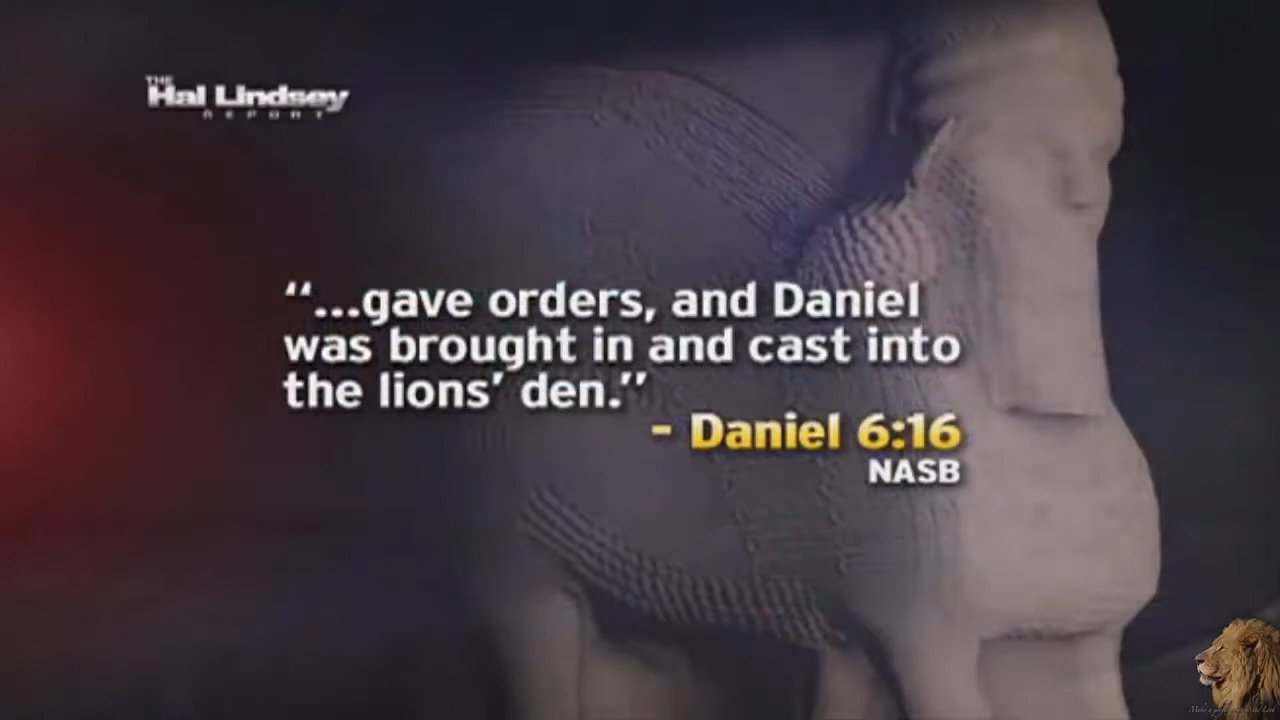 THE
Hal Lindsey
REPORT
“...gave orders, and Daniel
was brought in and cast into
the lions’ den.”
- Daniel 6:16
NASB